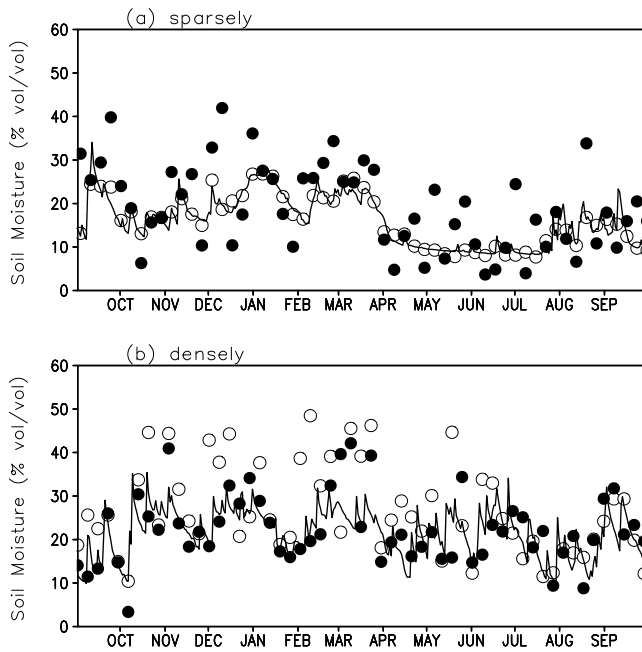 (a) sparsely
Soil Moisture (% vol/vol)
60
50
40
30
20
10
0
OCT NOV DEC JAN FEB MAR APR MAY JUN JUL AUG SEP
(b) densely
Soil Moisture (% vol/vol)
60
50
40
30
20
10
0
OCT NOV DEC JAN FEB MAR APR MAY JUN JUL AUG SEP